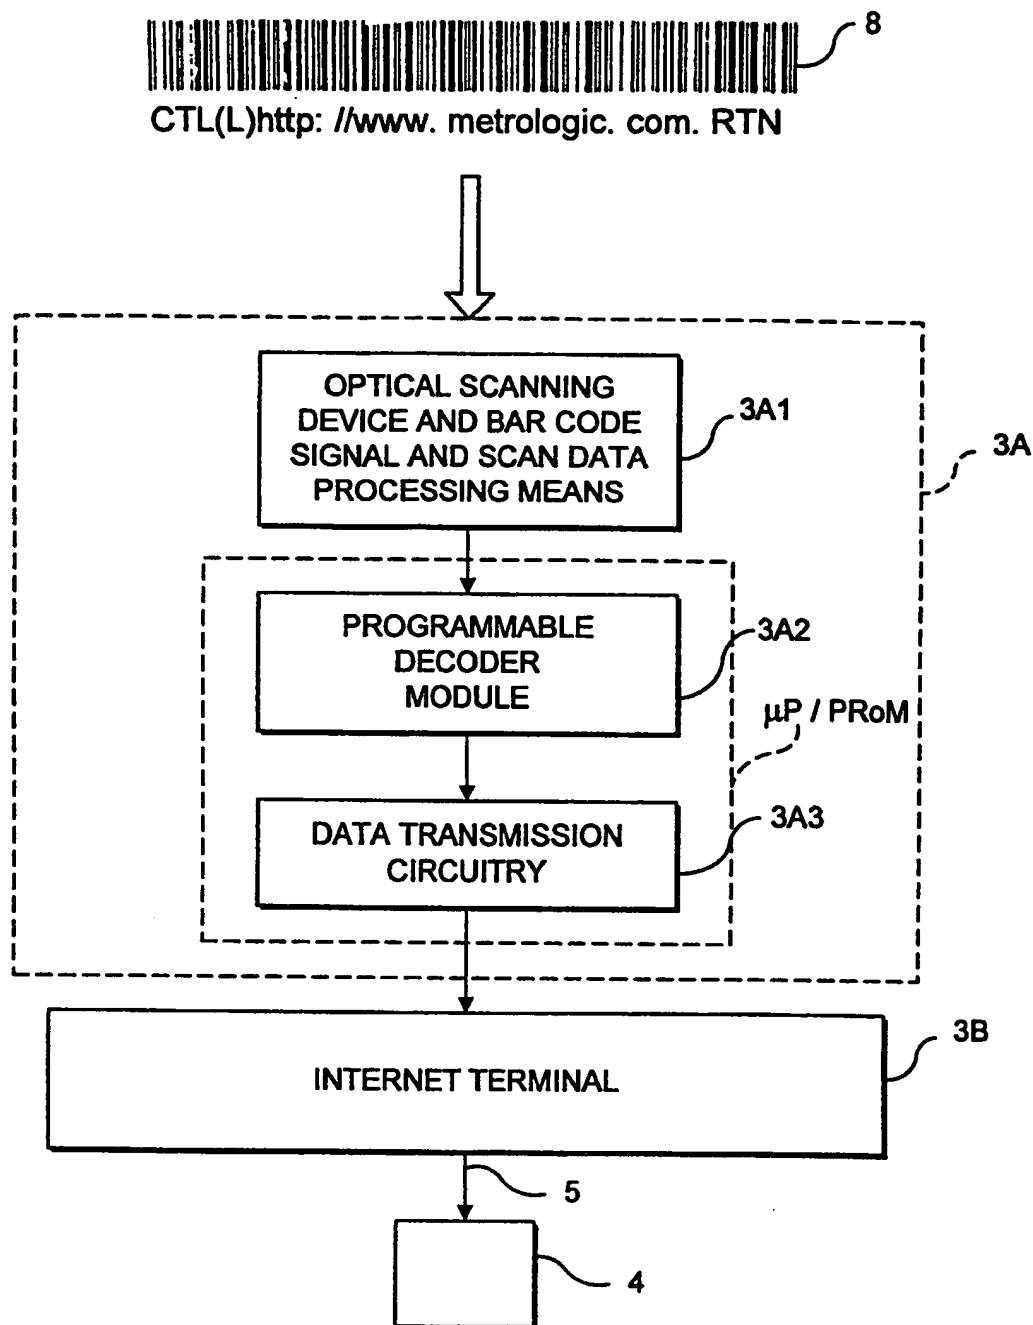 8
CTL(L)http: //www. metrologic. com. RTN
OPTICAL SCANNING
DEVICE AND BAR CODE
SIGNAL AND SCAN DATA
PROCESSING MEANS
3A1
3A
PROGRAMMABLE
DECODER
MODULE
3A2
µP / PRoM
DATA TRANSMISSION
CIRCUITRY
3A3
INTERNET TERMINAL
3B
5
4